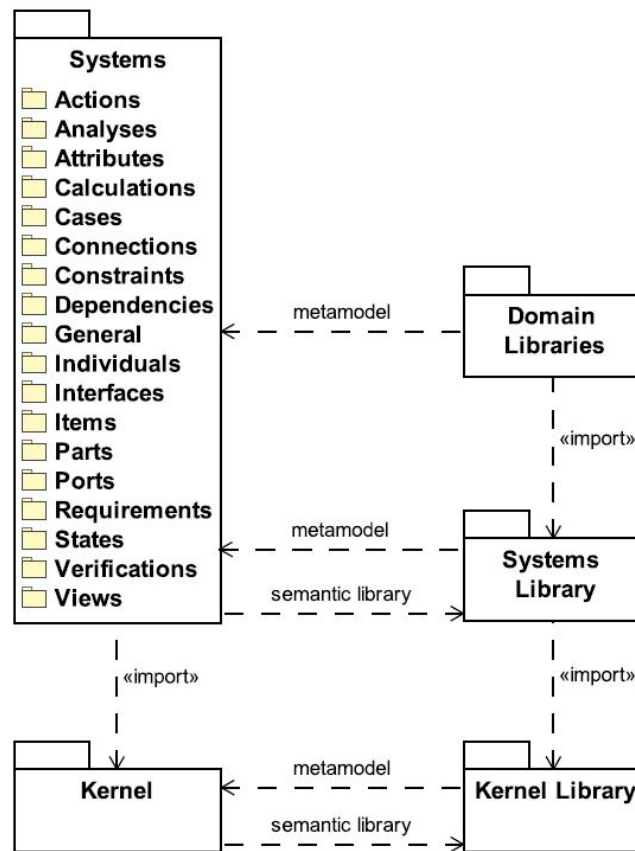 Systems
Actions
Analyses
Attributes
Calculations
Cases
Connections
Constraints
Dependencies
General
Individuals
Interfaces
Items
Parts
Ports
Requirements
States
Verifications
Views
metamodel
Domain
Libraries
«import»
metamodel
semantic library
Systems
Library
«import»
«import»
Kernel
metamodel
semantic library
Kernel Library